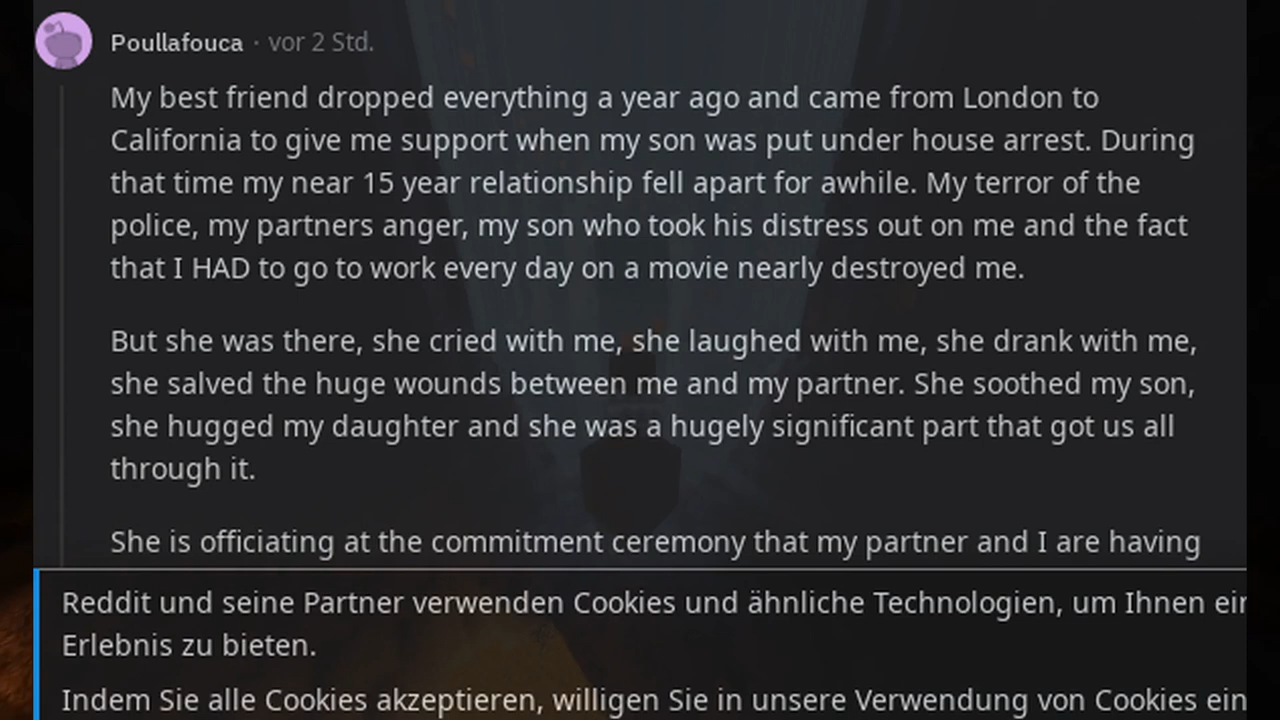 Poullafouca · vor 2 Std.
My best friend dropped everything a year ago and came from London to
California to give me support when my son was put under house arrest. During
that time my near 15 year relationship fell apart for awhile. My terror of the
police, my partners anger, my son who took his distress out on me and the fact
that I HAD to go to work every day on a movie nearly destroyed me.
But she was there, she cried with me, she laughed with me, she drank with me,
she salved the huge wounds between me and my partner. She soothed my son,
she hugged my daughter and she was a hugely significant part that got us all
through it.
She is officiating at the commitment ceremony that my partner and I are having
Reddit und seine Partner verwenden Cookies und ähnliche Technologien, um Ihnen
Erlebnis zu bieten.
Indem Sie alle Cookies akzeptieren, willigen Sie in unsere Verwendung von Cookies ein